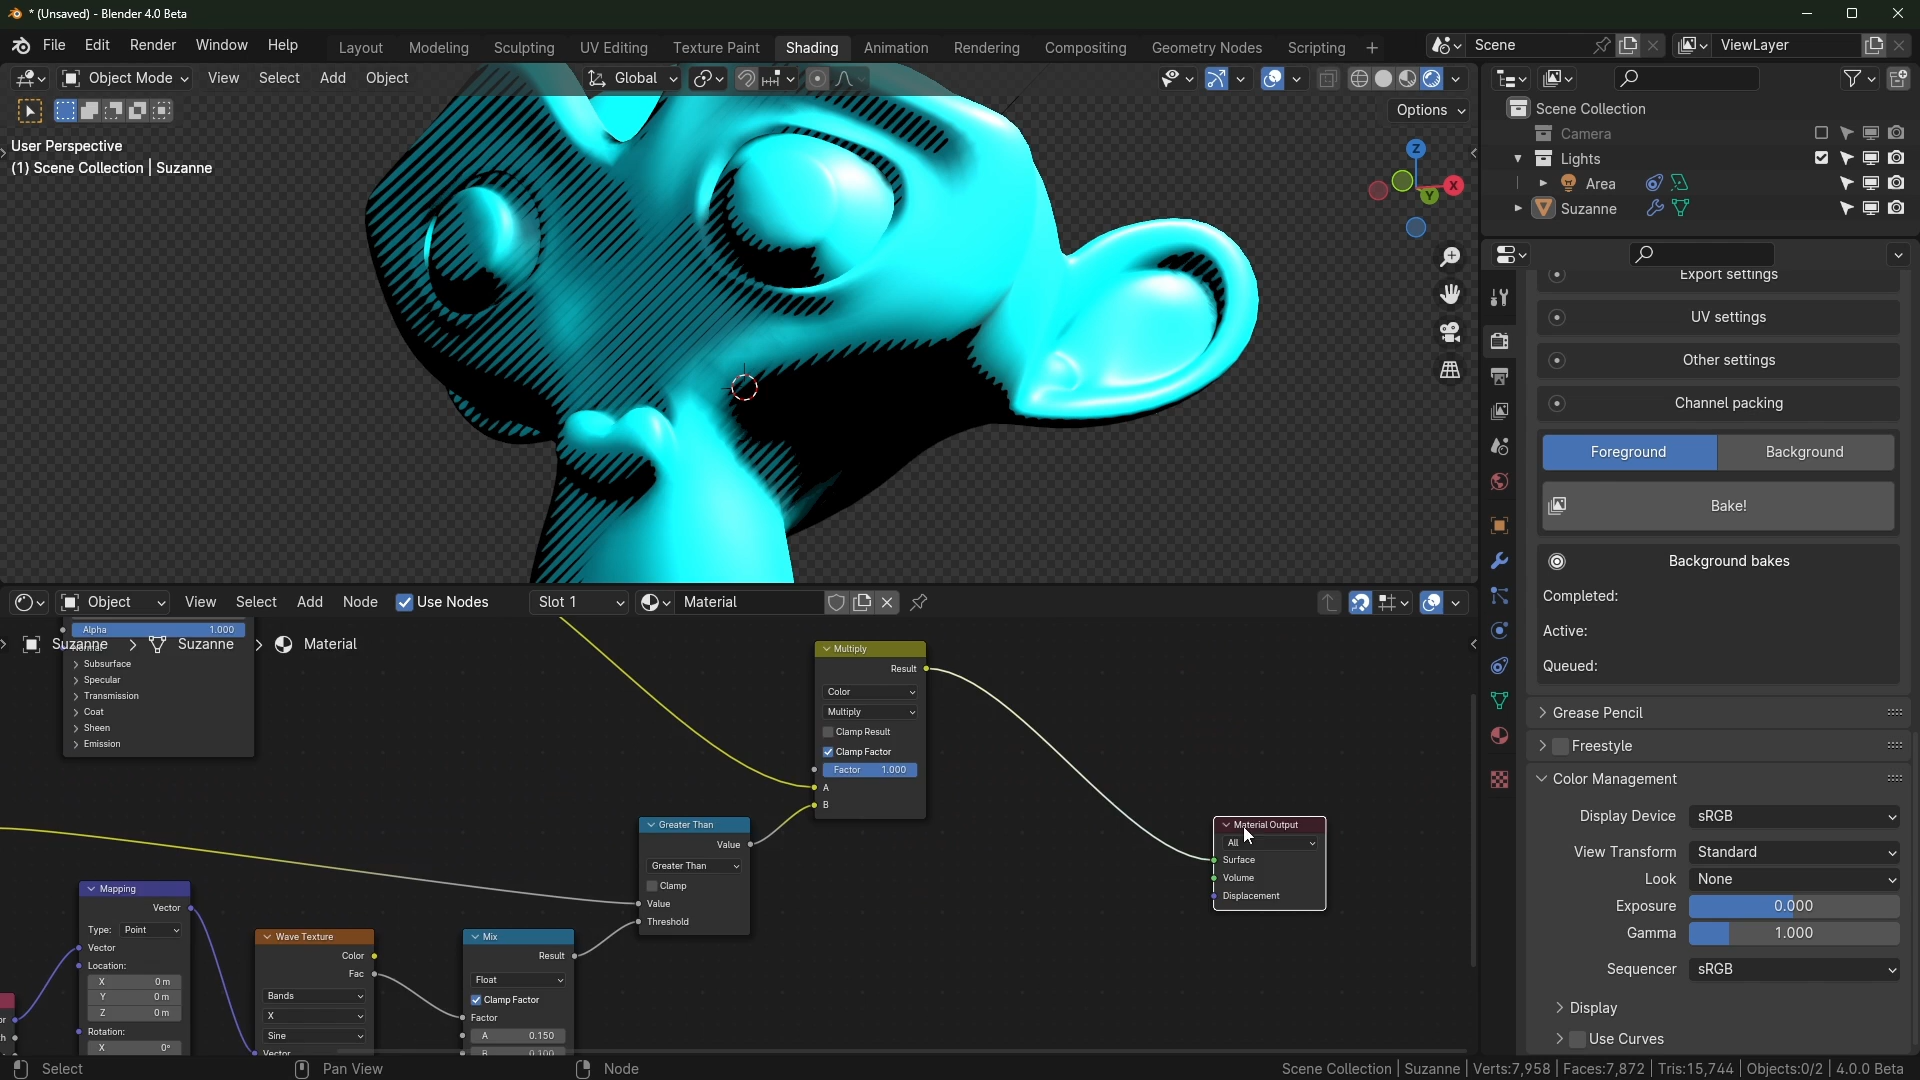 * (Unsaved) - Blender 4.0 Beta
File Edit Render Window Help
Layout Modeling Sculpting UV Editing Texture Paint Shading Animation Rendering Compositing Geometry Nodes Scripting +
Scene
ViewLayer
Object Mode View Select Add Object
Global
Options
User Perspective
(1) Scene Collection | Suzanne
Z
X
Y
Scene Collection
Camera
Lights
Area
Suzanne
Export settings
UV settings
Other settings
Channel packing
Foreground Background
Bake!
Background bakes
Completed:
Active:
Queued:
Grease Pencil
Freestyle
Color Management
Display Device sRGB
View Transform Standard
Look None
Exposure 0.000
Gamma 1.000
Sequencer sRGB
Display
Use Curves
Object View Select Add Node Use Nodes Slot 1 Material
Suzanne > Suzanne > Material
Alpha 1.000
Normal
Subsurface
Specular
Transmission
Coat
Sheen
Emission
Multiply
Result
Color
Multiply
Clamp Result
Clamp Factor
Factor 1.000
A
B
Greater Than
Value
Greater Than
Clamp
Value
Threshold
Material Output
All
Surface
Volume
Displacement
Mapping
Vector
Type: Point
Vector
Location:
X 0 m
Y 0 m
Z 0 m
Rotation:
X 0°
Wave Texture
Color
Fac
Bands
X
Sine
Vector
Mix
Result
Float
Clamp Factor
Factor
A 0.150
B 0.100
Select
Pan View
Node
Scene Collection | Suzanne | Verts:7,958 | Faces:7,872 | Tris:15,744 | Objects:0/2 | 4.0.0 Beta